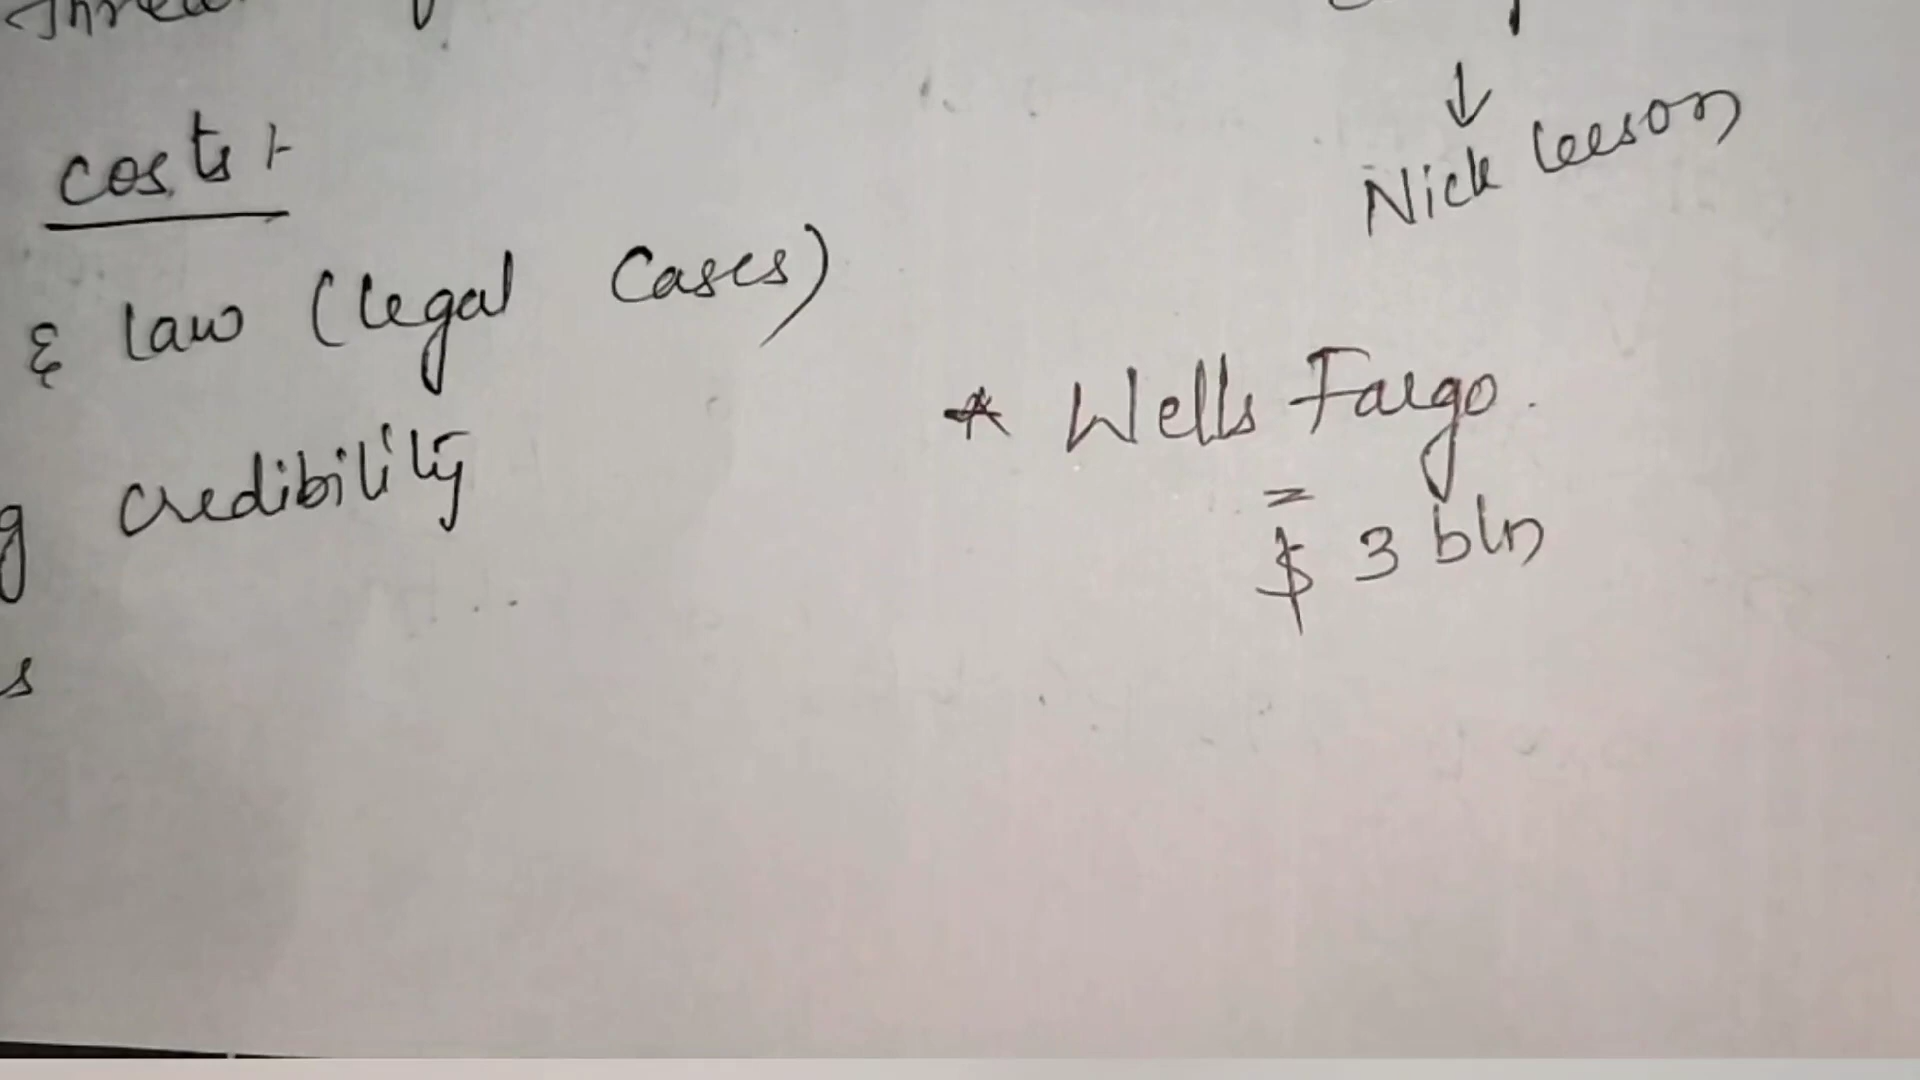 costs :-
& law (legal cases)
credibility
↓
Nick Leeson
* Wells Fargo.
=
$ 3 bln